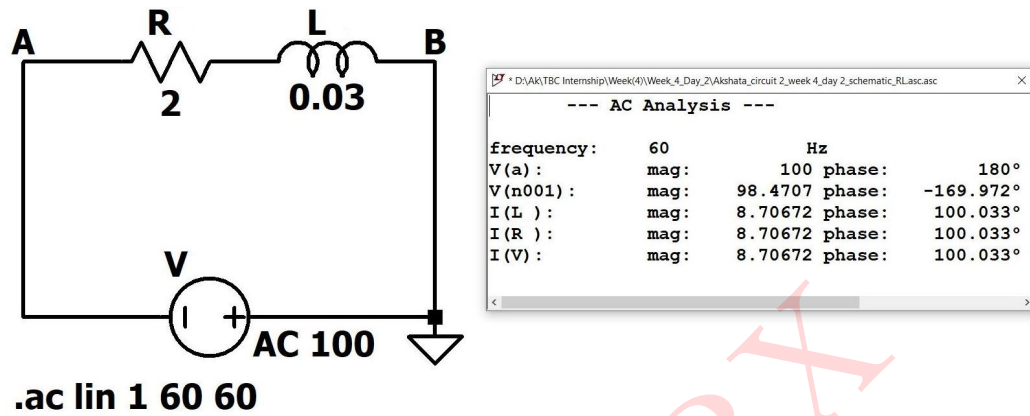 A
R
L
B
2
0.03
V
AC 100
.ac lin 1 60 60
* D:\Ak\TBC Internship\Week(4)\Week_4_Day_2\Akshata_circuit 2_week 4_day 2_schematic_RL.asc.asc
--- AC Analysis ---
frequency: 60 Hz
V(a): mag: 100 phase: 180°
V(n001): mag: 98.4707 phase: -169.972°
I(L ): mag: 8.70672 phase: 100.033°
I(R ): mag: 8.70672 phase: 100.033°
I(V): mag: 8.70672 phase: 100.033°